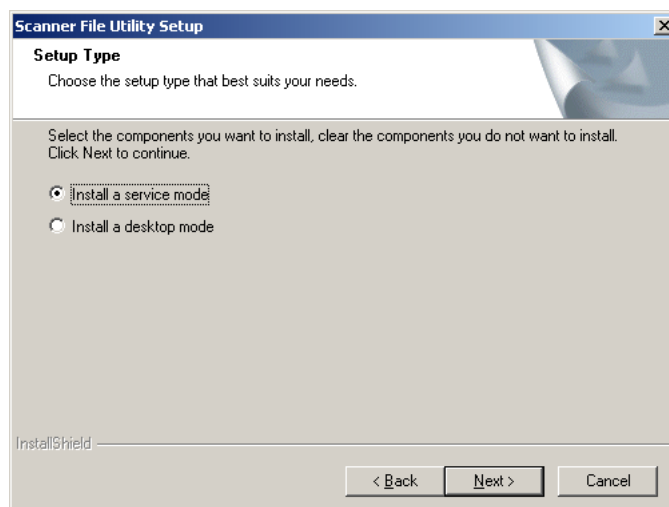 Scanner File Utility Setup
Setup Type
Choose the setup type that best suits your needs.
Select the components you want to install, clear the components you do not want to install.
Click Next to continue.
Install a service mode
Install a desktop mode
InstallShield
< Back
Next >
Cancel